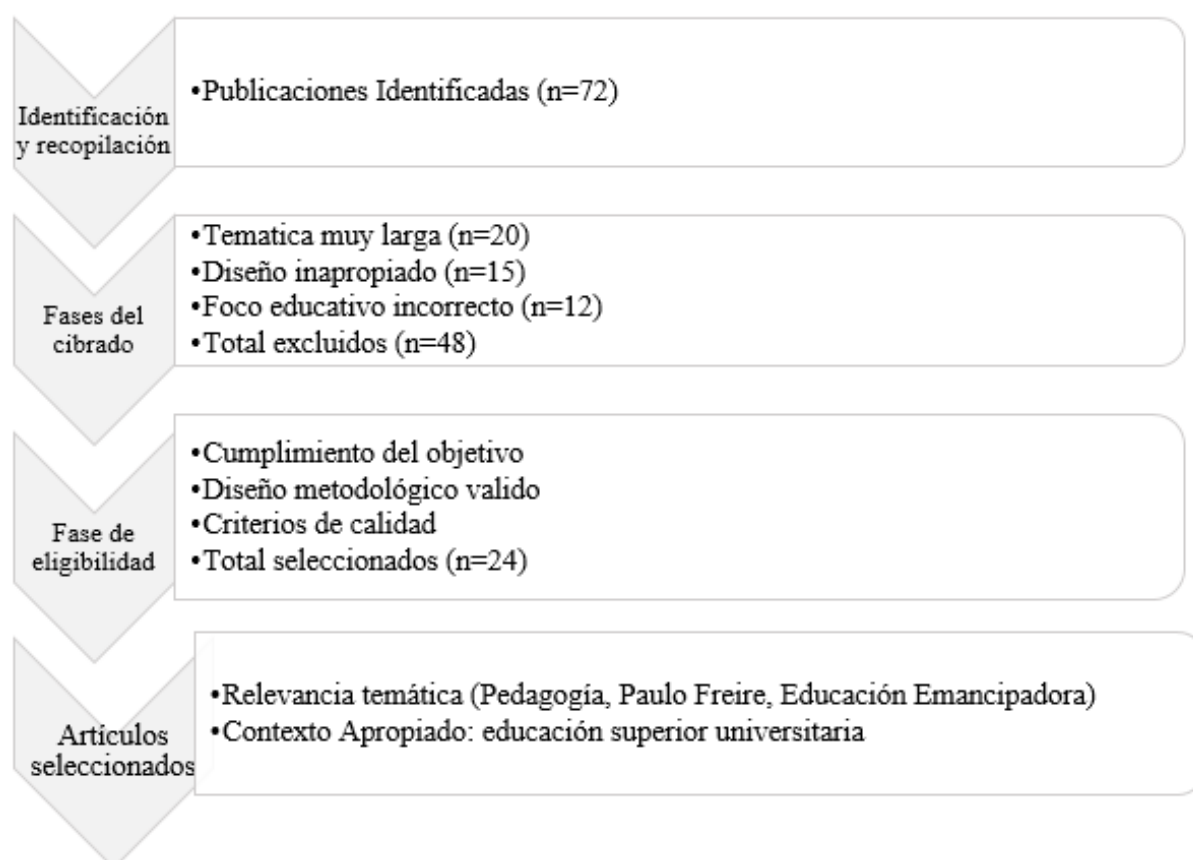 Identificación
y recopilación
•Publicaciones Identificadas (n=72)
Fases del
cibrado
•Tematica muy larga (n=20)
•Diseño inapropiado (n=15)
•Foco educativo incorrecto (n=12)
•Total excluidos (n=48)
Fase de
eligibilidad
•Cumplimiento del objetivo
•Diseño metodológico valido
•Criterios de calidad
•Total seleccionados (n=24)
Artículos
seleccionados
•Relevancia temática (Pedagogía, Paulo Freire, Educación Emancipadora)
•Contexto Apropiado: educación superior universitaria